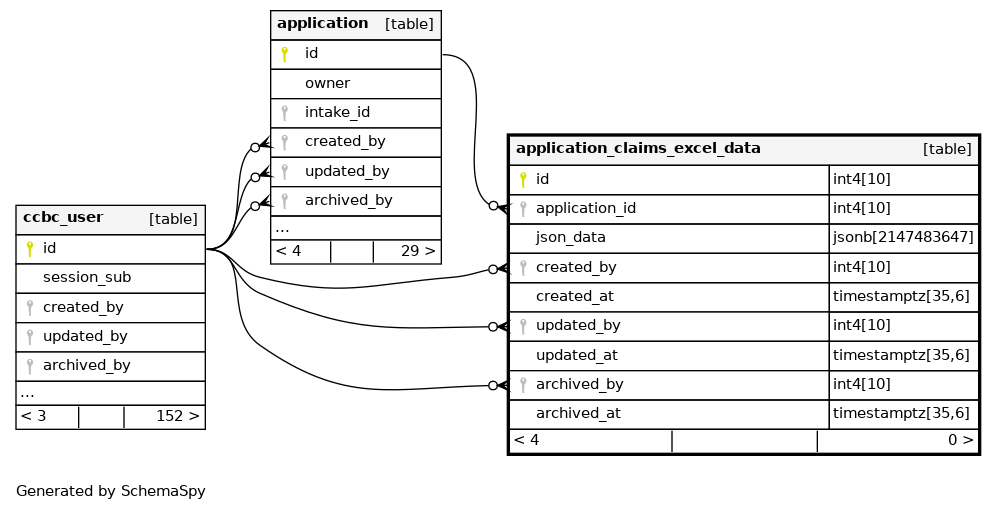 application [table]
id
owner
intake_id
created_by
updated_by
archived_by
...
< 4 29 >
ccbc_user [table]
id
session_sub
created_by
updated_by
archived_by
...
< 3 152 >
application_claims_excel_data [table]
id int4[10]
application_id int4[10]
json_data jsonb[2147483647]
created_by int4[10]
created_at timestamptz[35,6]
updated_by int4[10]
updated_at timestamptz[35,6]
archived_by int4[10]
archived_at timestamptz[35,6]
< 4 0 >
Generated by SchemaSpy